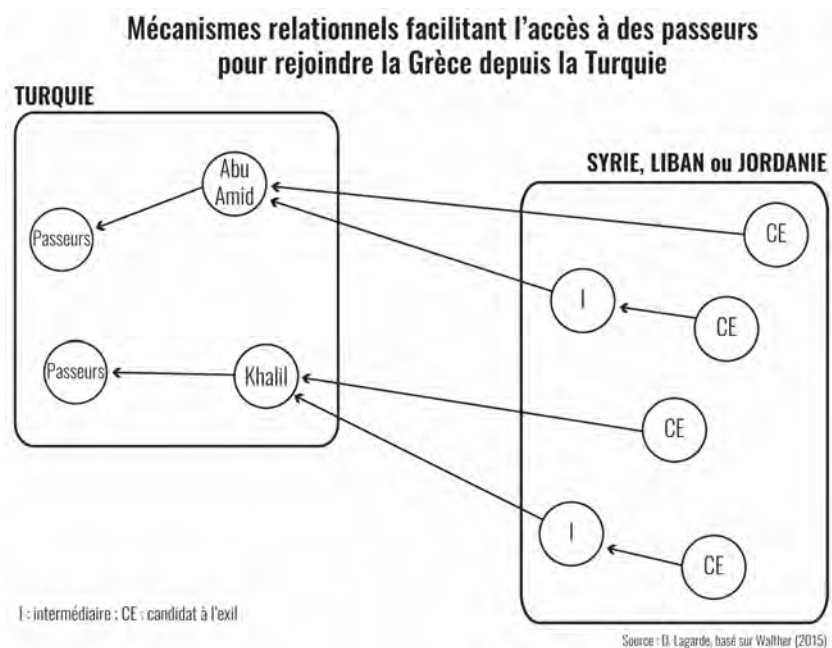 Mécanismes relationnels facilitant l'accès à des passeurs
pour rejoindre la Grèce depuis la Turquie
TURQUIE
SYRIE, LIBAN ou JORDANIE
Abu
Amid
Passeurs
CE
I
CE
Passeurs
Khalil
CE
I
CE
I : intermédiaire ; CE : candidat à l'exil
Source : D. Lagarde, basé sur Walther (2015)